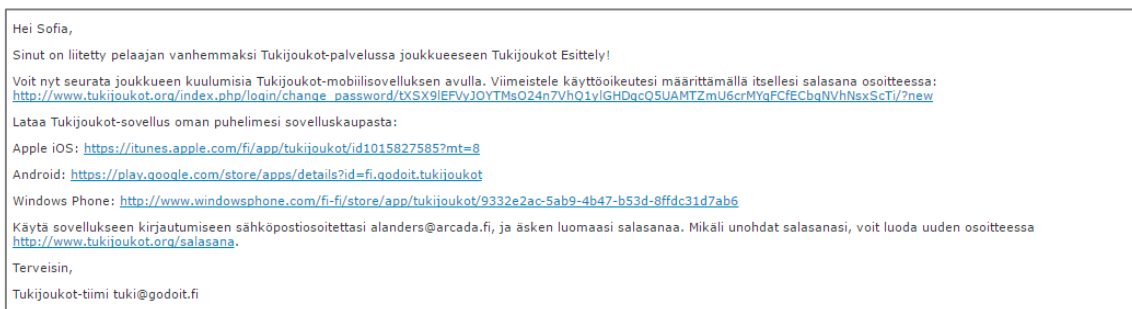 Hei Sofia,
Sinut on liitetty pelaajan vanhemmaksi Tukijoukot-palvelussa joukkueeseen Tukijoukot Esittely!
Voit nyt seurata joukkueen kuulumisia Tukijoukot-mobiilisovelluksen avulla. Viimeistele käyttöoikeutesi määrittämällä itsellesi salasana osoitteessa:
http://www.tukijoukot.org/index.php/login/change_password/tXSX9lEFVyJOYTMsO24n7VhQ1ylGHDgcQ5UAMTZmU6crMYgFCfECbgNVhNsxScTi/?new
Lataa Tukijoukot-sovellus oman puhelimesi sovelluskaupasta:
Apple iOS: https://itunes.apple.com/fi/app/tukijoukot/id1015827585?mt=8
Android: https://play.google.com/store/apps/details?id=fi.godoit.tukijoukot
Windows Phone: http://www.windowsphone.com/fi-fi/store/app/tukijoukot/9332e2ac-5ab9-4b47-b53d-8ffdc31d7ab6
Käytä sovellukseen kirjautumiseen sähköpostiosoitettasi alanders@arcada.fi, ja äsken luomaasi salasanaa. Mikäli unohdat salasanasi, voit luoda uuden osoitteessa
http://www.tukijoukot.org/salasana.
Terveisin,
Tukijoukot-tiimi tuki@godoit.fi